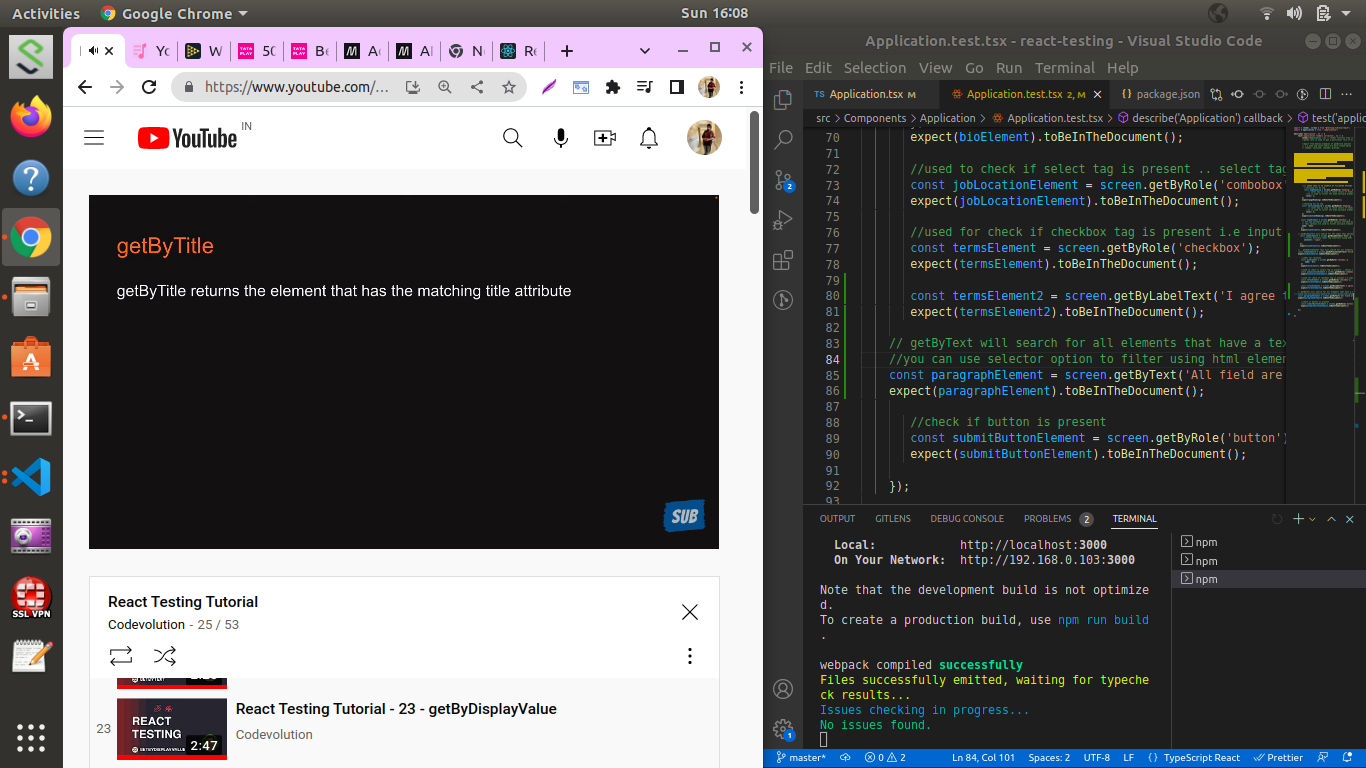 Activities
Google Chrome
Sun 16:08
Application.test.tsx - react-testing - Visual Studio Code
File Edit Selection View Go Run Terminal Help
https://www.youtube.com/...
YouTube IN
getByTitle
getByTitle returns the element that has the matching title attribute
SUB
React Testing Tutorial
Codevolution - 25 / 53
23
REACT
TESTING
2:47
React Testing Tutorial - 23 - getByDisplayValue
Codevolution
SSL VPN
TS Application.tsx M
Application.test.tsx 2, M
{} package.json
src > Components > Application > Application.test.tsx > describe('Application') callback > test('applic
70 expect(bioElement).toBeInTheDocument();
71
72 //used to check if select tag is present .. select tag
73 const jobLocationElement = screen.getByRole('combobox'
74 expect(jobLocationElement).toBeInTheDocument();
75
76 //used for check if checkbox tag is present i.e input
77 const termsElement = screen.getByRole('checkbox');
78 expect(termsElement).toBeInTheDocument();
79
80 const termsElement2 = screen.getByLabelText('I agree
81 expect(termsElement2).toBeInTheDocument();
82
83 // getByText will search for all elements that have a te
84 //you can use selector option to filter using html elemen
85 const paragraphElement = screen.getByText('All field are
86 expect(paragraphElement).toBeInTheDocument();
87
88 //check if button is present
89 const submitButtonElement = screen.getByRole('button')
90 expect(submitButtonElement).toBeInTheDocument();
91
92 });
93
OUTPUT GITLENS DEBUG CONSOLE PROBLEMS 2 TERMINAL
Local: http://localhost:3000
On Your Network: http://192.168.0.103:3000
Note that the development build is not optimize
d.
To create a production build, use npm run build
.
webpack compiled successfully
Files successfully emitted, waiting for typeche
ck results...
Issues checking in progress...
No issues found.
npm
npm
npm
master* 0 2 Ln 84, Col 101 Spaces: 2 UTF-8 LF {} TypeScript React Prettier